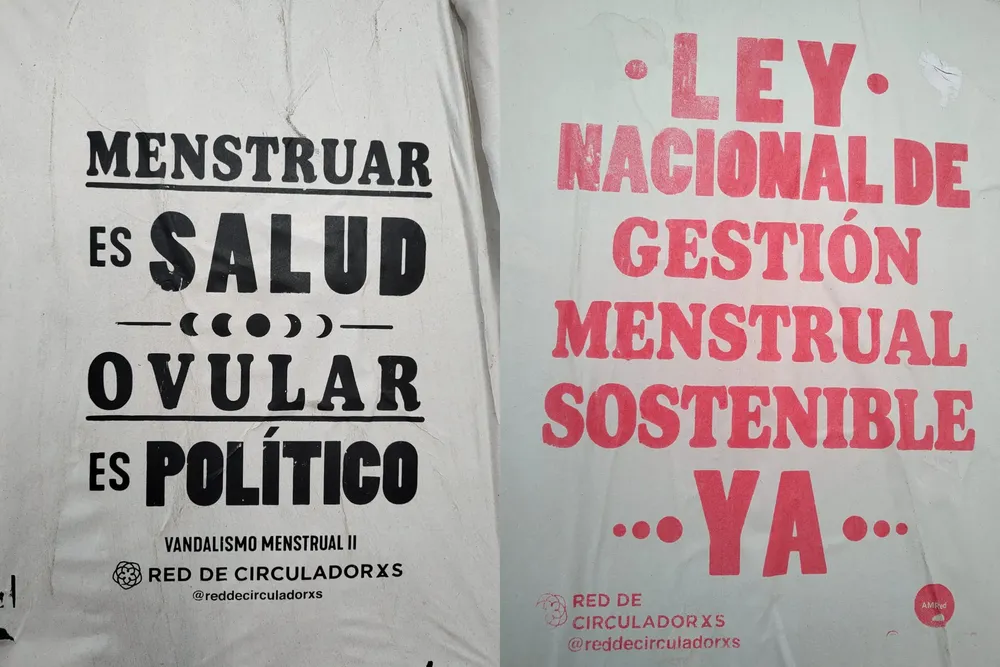 MENSTRUAR
ES SALUD
OVULAR
ES POLÍTICO
VANDALISMO MENSTRUAL II
RED DE CIRCULADORXS
@reddecirculadorxs
LEY
NACIONAL DE
GESTIÓN
MENSTRUAL
SOSTENIBLE
YA
RED DE
CIRCULADORXS
@reddecirculadorxs